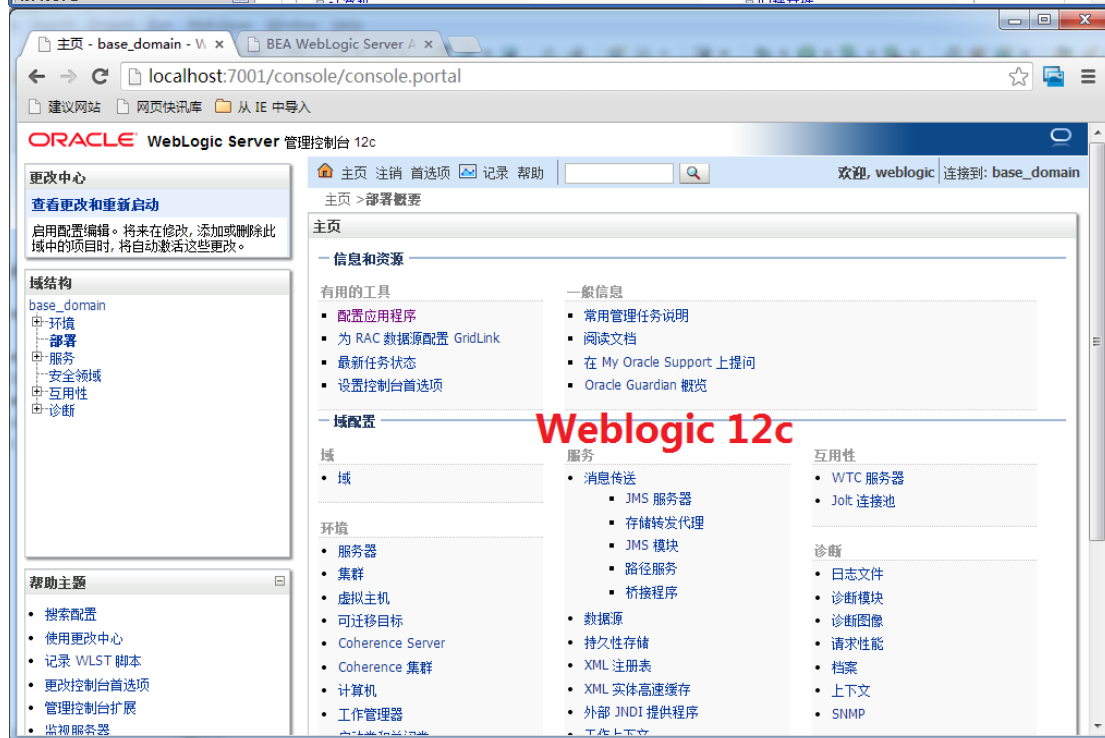 主页 - base_domain - W
BEA WebLogic Server A
localhost:7001/console/console.portal
建议网站 网页快讯库 从 IE 中导入
ORACLE WebLogic Server 管理控制台 12c
更改中心
查看更改和重新启动
启用配置编辑。将来在修改, 添加或删除此
域中的项目时, 将自动激活这些更改。
域结构
base_domain
环境
部署
服务
安全领域
互用性
诊断
帮助主题
搜索配置
使用更改中心
记录 WLST 脚本
更改控制台首选项
管理控制台扩展
监视服务器
主页 注销 首选项 记录 帮助
欢迎, weblogic 连接到: base_domain
主页 >部署概要
主页
信息和资源
有用的工具
配置应用程序
为 RAC 数据源配置 GridLink
最新任务状态
设置控制台首选项
一般信息
常用管理任务说明
阅读文档
在 My Oracle Support 上提问
Oracle Guardian 概览
域配置
Weblogic 12c
域
域
环境
服务器
集群
虚拟主机
可迁移目标
Coherence Server
Coherence 集群
计算机
工作管理器
服务
消息传送
JMS 服务器
存储转发代理
JMS 模块
路径服务
桥接程序
数据源
持久性存储
XML 注册表
XML 实体高速缓存
外部 JNDI 提供程序
工作上下文
互用性
WTC 服务器
Jolt 连接池
诊断
日志文件
诊断模块
诊断图像
请求性能
档案
上下文
SNMP